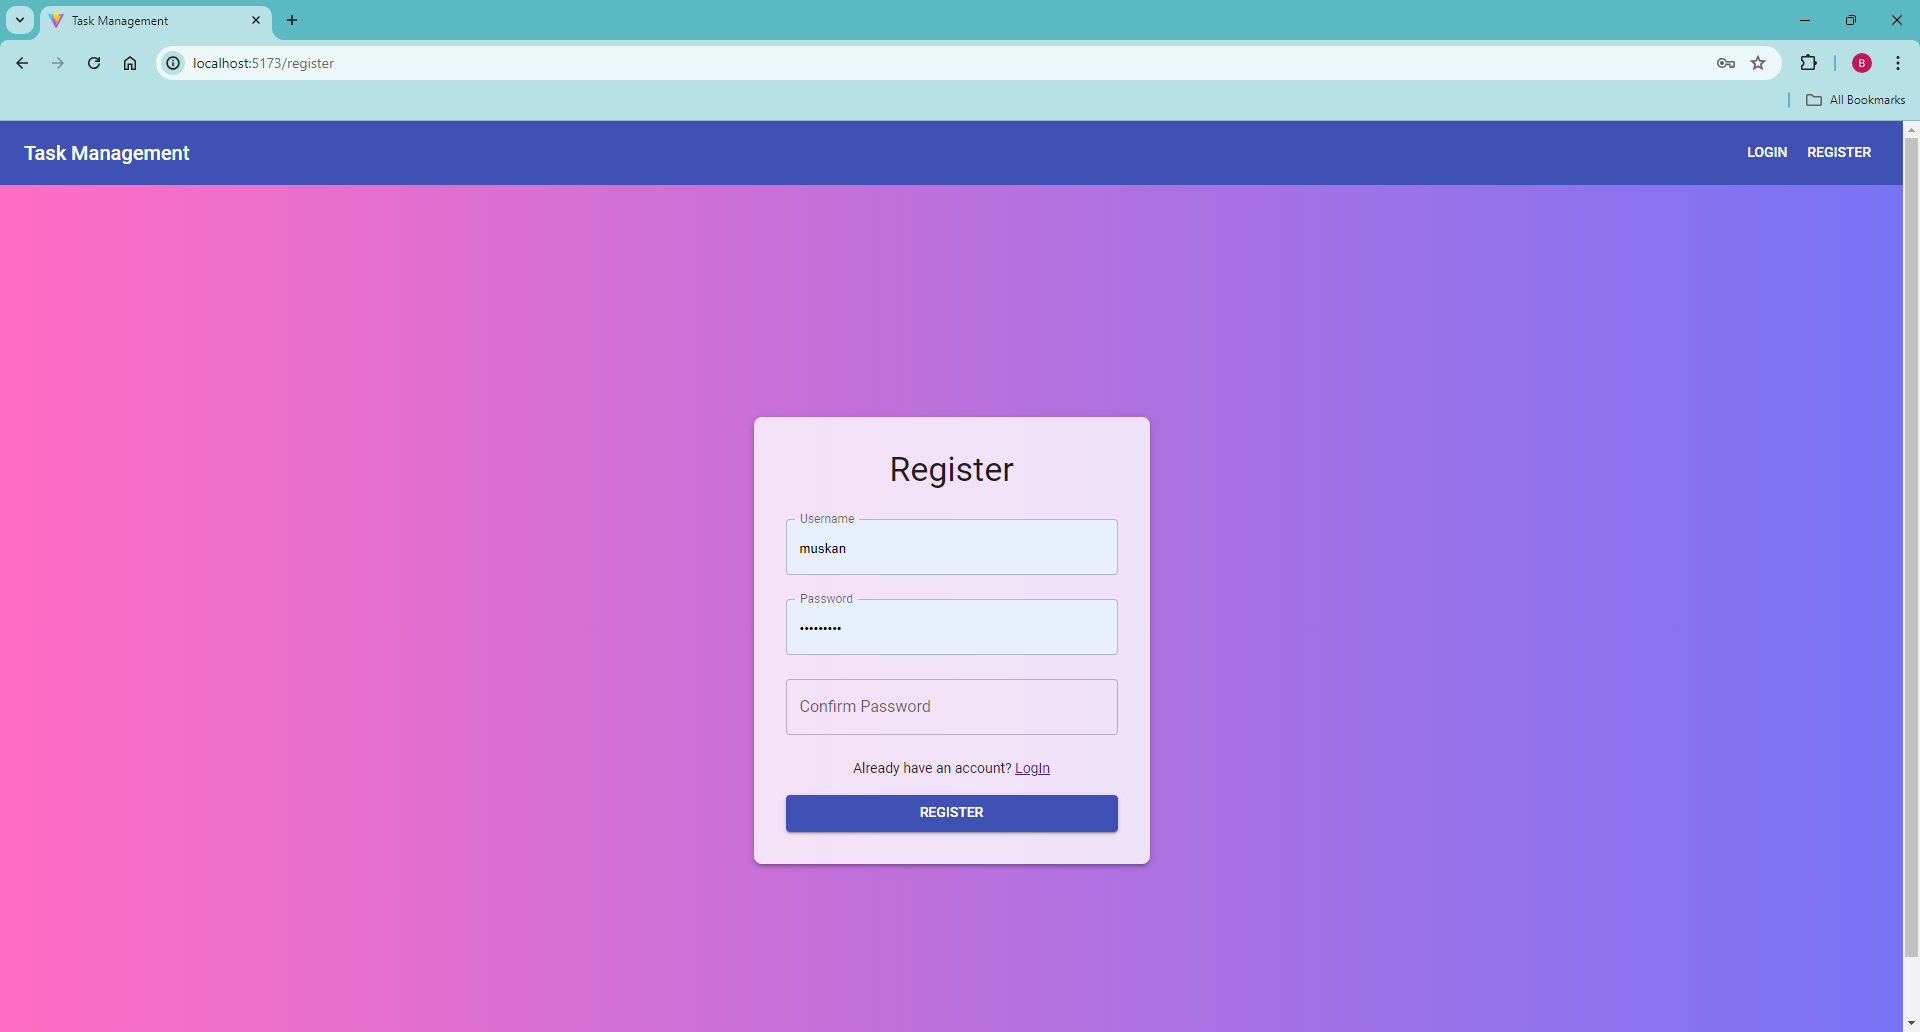 Task Management
localhost:5173/register
B
All Bookmarks
Task Management
LOGIN REGISTER
Register
Username
muskan
Password
•••••••••
Confirm Password
Already have an account? LogIn
REGISTER